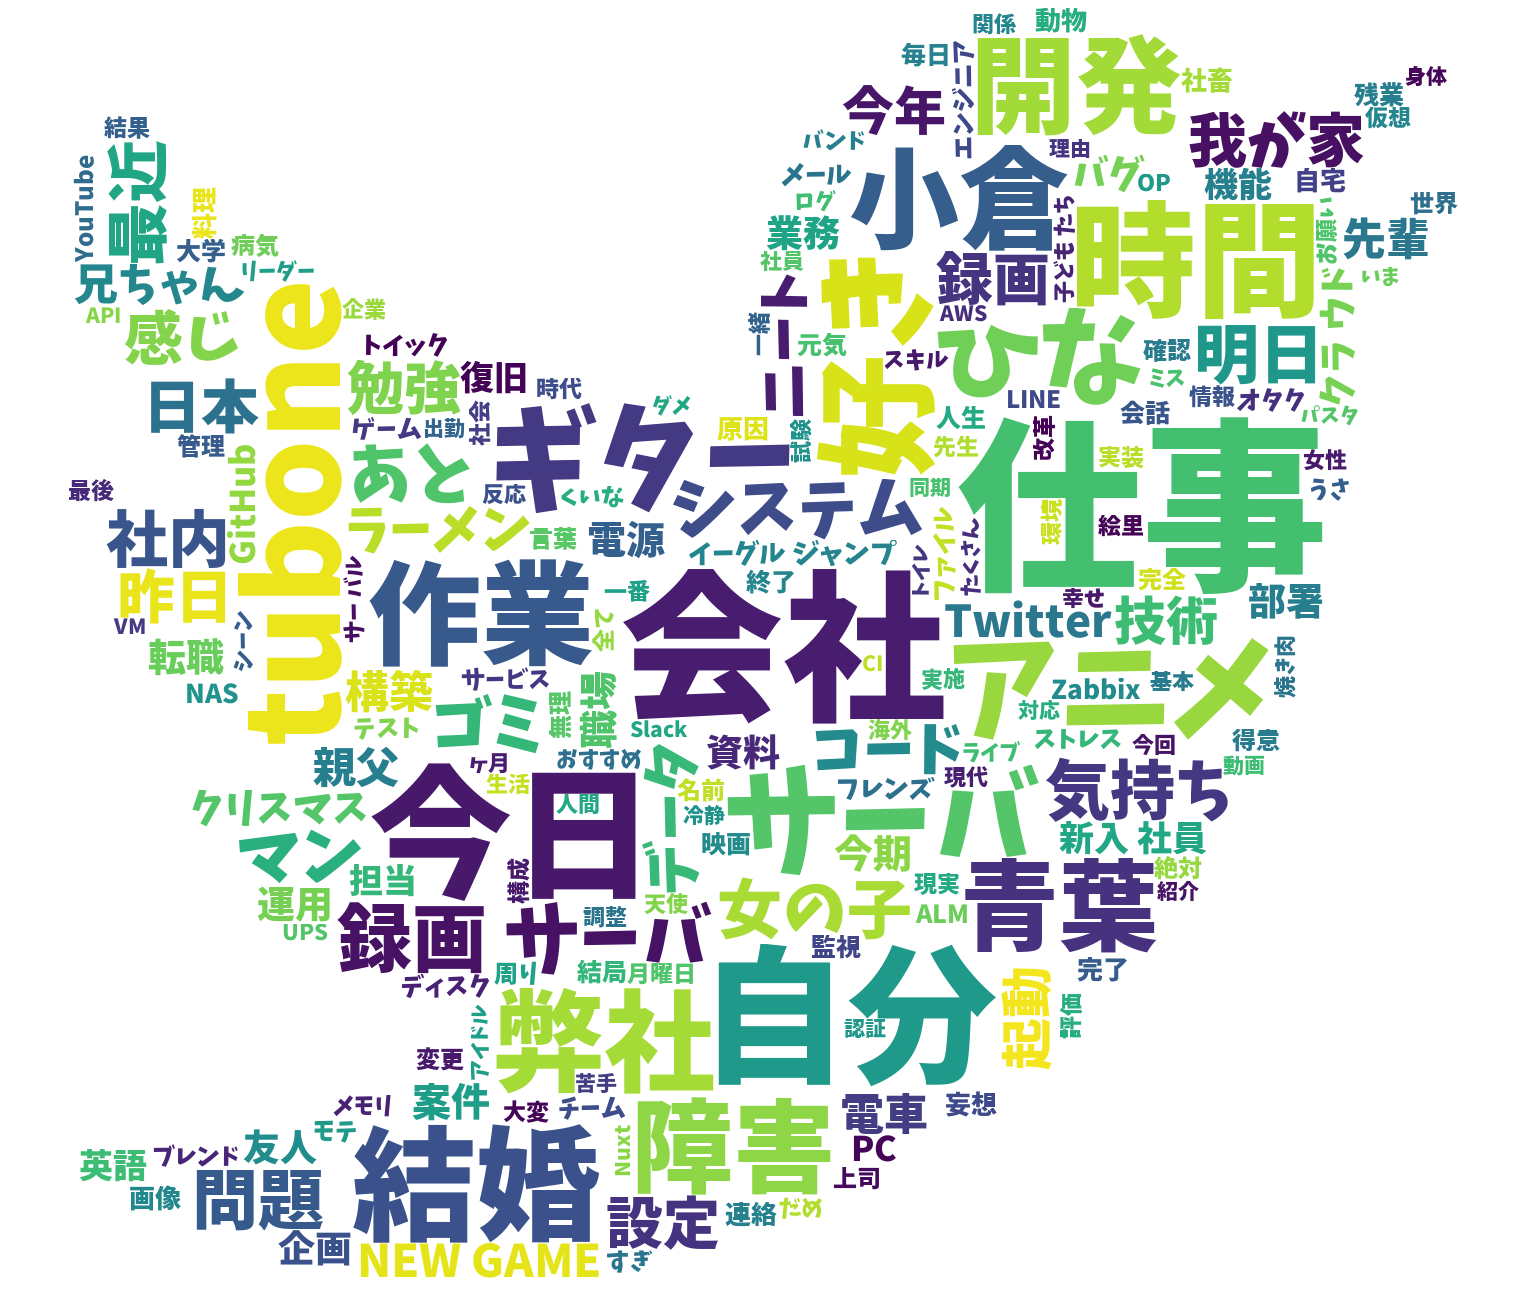 関係
動物
毎日
エンジニア
開発
社畜
身体
残業
仮想
今年
我が家
結果
バンド
理由
小倉
メール
バグ
OP
機能
自宅
YouTube
最近
料理
ログ
業務
子どもたち
時間
お願い
世界
先輩
大学
病気
社員
録画
兄ちゃん
リーダー
ニート
好き
クラウド
いま
API
感じ
企業
tubone
一緒
元気
AWS
ひな
明日
トイック
スキル
確認
ミス
日本
勉強
復旧
時代
ダメ
LINE
情報
オタク
パスタ
管理
ゲーム
出勤
社会
ギター
原因
試験
人生
改革
会話
GitHub
あと
先生
仕事
実装
女性
最後
反応
くいな
システム
同期
うさ
社内
ラーメン
言葉
電源
イーグル
ジャンプ
トイレ
ファイル
たくさん
環境
絵里
昨日
サーバル
作業
一番
終了
会社
完全
幸せ
部署
VM
シーン
全て
Twitter
技術
転職
CI
アニメ
焼き肉
NAS
構築
サービス
実施
Zabbix
基本
テスト
ゴミ
無理
職場
Slack
海外
対応
親父
ヶ月
おすすめ
データ
資料
コード
ライブ
ストレス
今回
得意
動画
クリスマス
今日
生活
人間
名前
冷静
サーバ
フレンズ
現代
気持ち
マン
映画
今期
新入
社員
担当
構成
女の子
現実
青葉
絶対
紹介
運用
UPS
録画
サーバ
調整
天使
ALM
監視
完了
ディスク
周り
結局
月曜日
自分
起動
評価
アイドル
弊社
認証
変更
苦手
案件
大変
チーム
障害
電車
妄想
メモリ
モテ
友人
ブレンド
英語
結婚
Nuxt
PC
上司
画像
問題
設定
連絡
だめ
企画
NEW GAME
すぎ